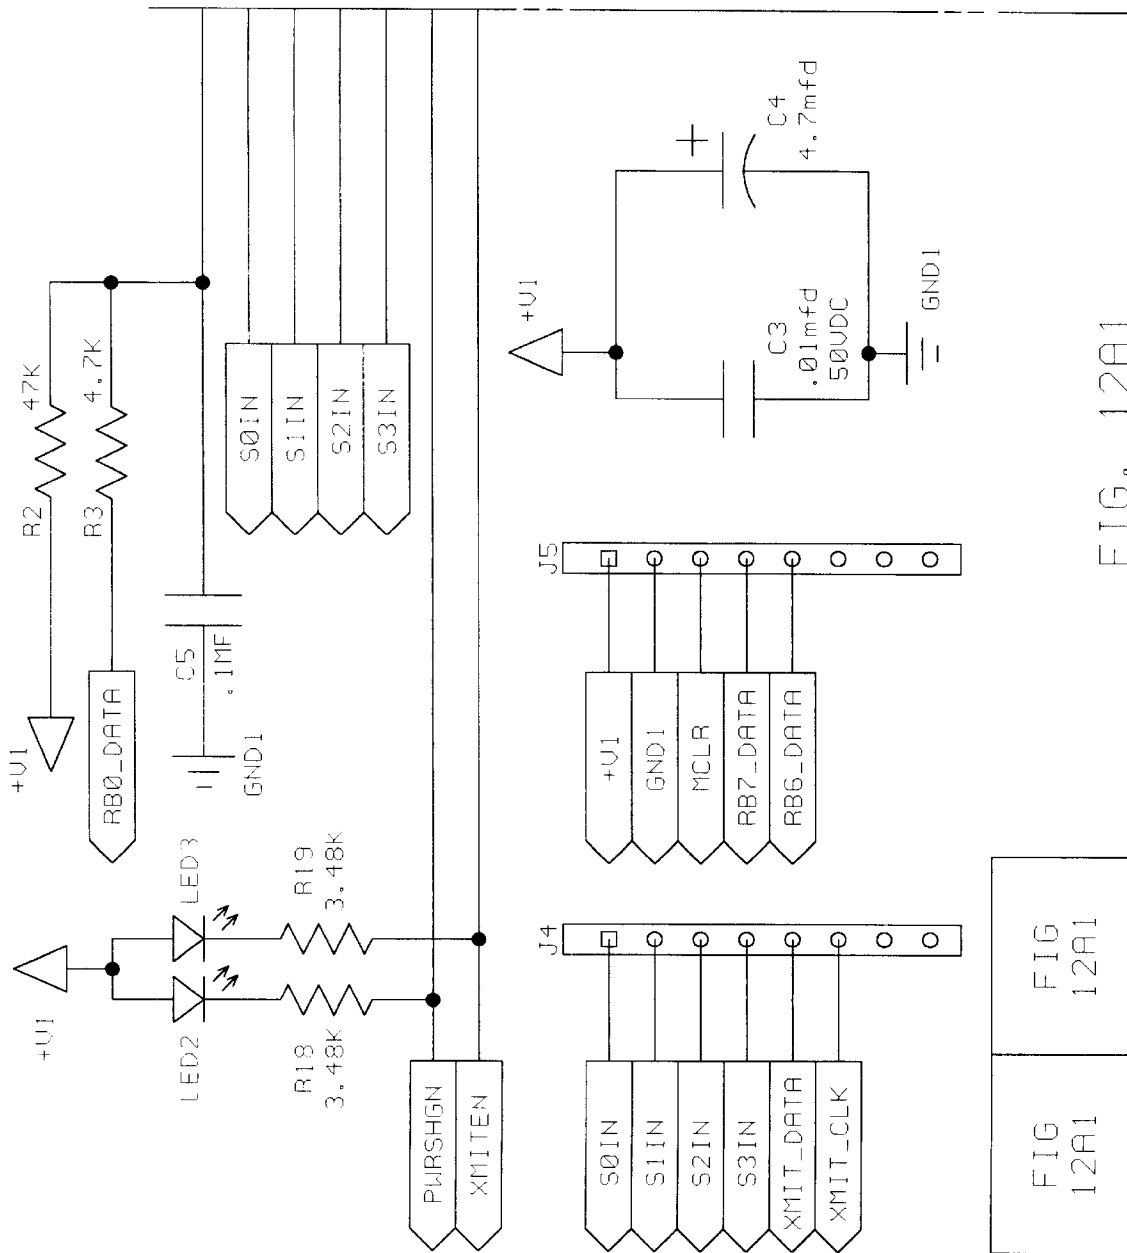 +V1
R2 47K
R3 4.7K
RB0_DATA
C5
.1MF
GND1
S0IN
S1IN
S2IN
S3IN
+V1
LED3
LED2
R19
3.48K
R18
3.48K
PWRSHGN
XMITEN
+V1
C4
4.7mfd
C3
.01mfd
50VDC
GND1
J5
+V1
GND1
MCLR
RB7_DATA
RB6_DATA
J4
S0IN
S1IN
S2IN
S3IN
XMIT_DATA
XMIT_CLK
FIG
12A1
FIG
12A1
FIG. 12A1